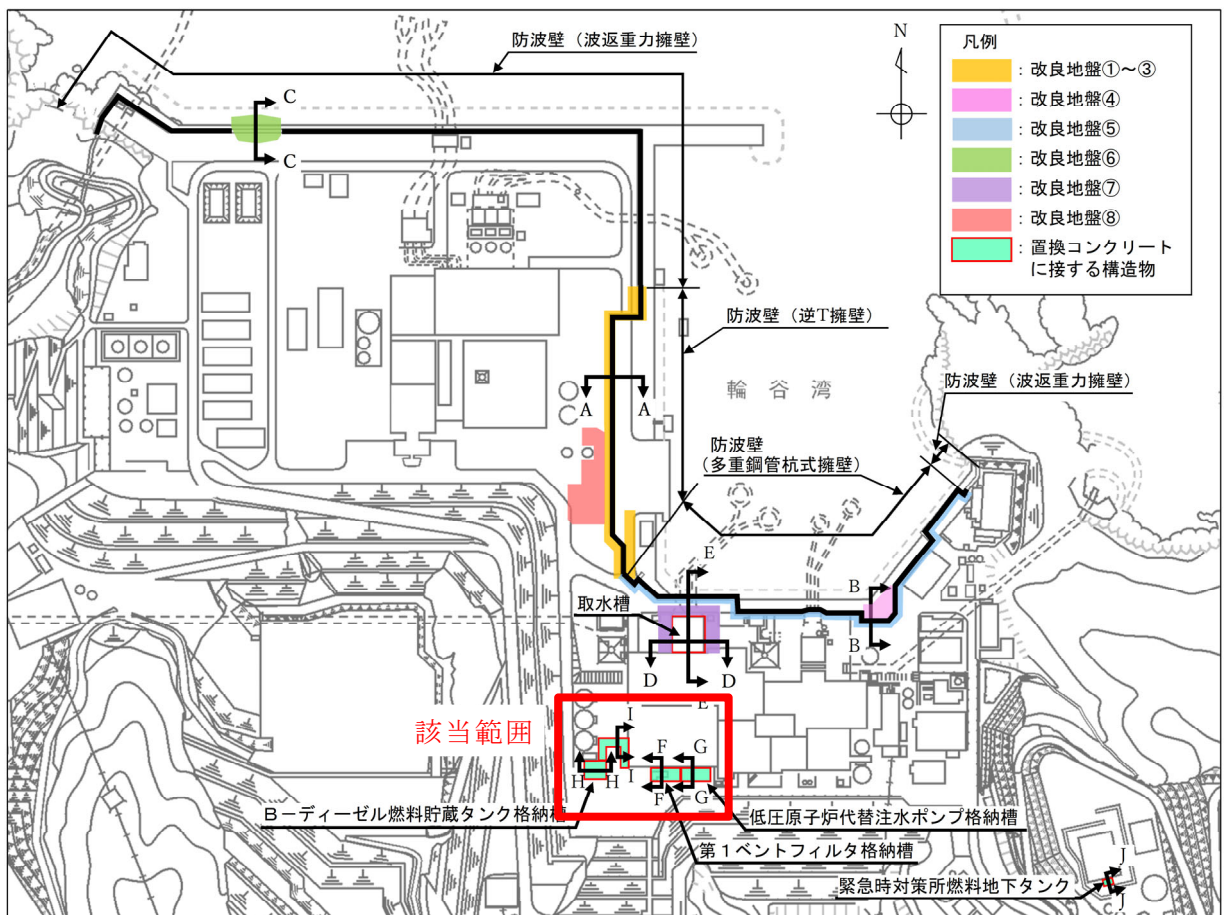 防波壁(波返重力擁壁)
N
凡例
:改良地盤①~③
:改良地盤④
:改良地盤⑤
:改良地盤⑥
:改良地盤⑦
:改良地盤⑧
:置換コンクリート
に接する構造物
C
C
防波壁(逆T擁壁)
輪谷湾
防波壁(波返重力擁壁)
A
A
防波壁
(多重鋼管杭式擁壁)
E
B
取水槽
B
D
D
E
該当範囲
I
F
G
H
H
I
F
G
B-ディーゼル燃料貯蔵タンク格納槽
低圧原子炉代替注水ポンプ格納槽
第1ベントフィルタ格納槽
J
緊急時対策所燃料地下タンク
J